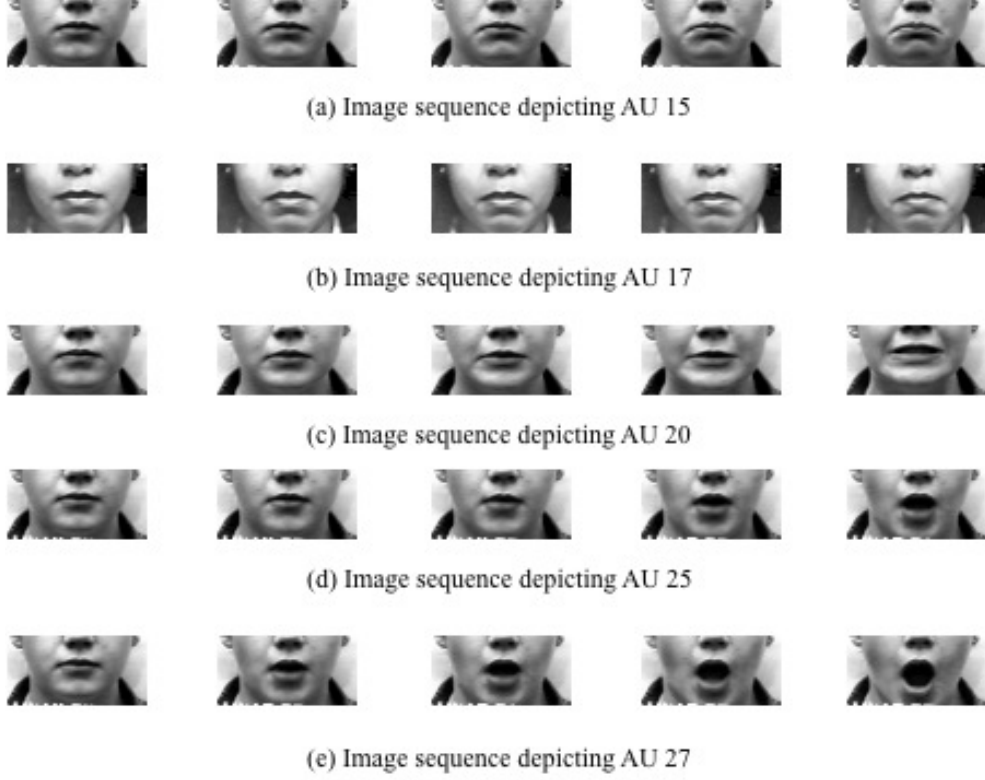 (a) Image sequence depicting AU 15
(b) Image sequence depicting AU 17
(c) Image sequence depicting AU 20
(d) Image sequence depicting AU 25
(e) Image sequence depicting AU 27